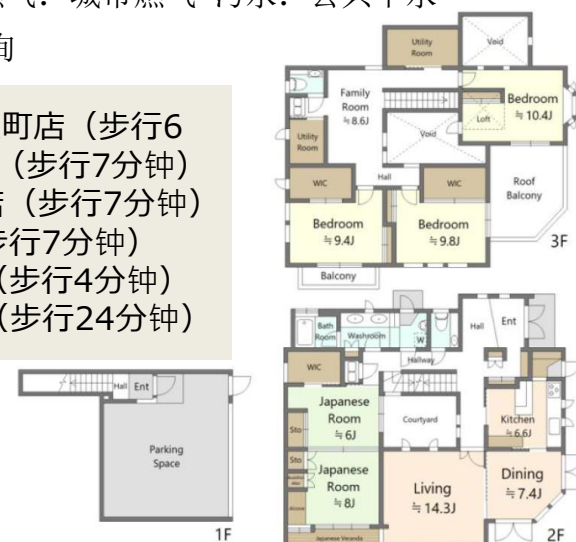 燃气：城市燃气 污水：公共下水
询
町店（步行6
（步行7分钟）
店（步行7分钟）
步行7分钟）
（步行4分钟）
（步行24分钟）
Utility
Room
Void
Family
Room
≒ 8.6J
Bedroom
≒ 10.4J
Loft
Void
Utility
Room
Hall
WIC
WIC
Roof
Balcony
Bedroom
≒ 9.4J
Bedroom
≒ 9.8J
3F
Balcony
Bath
Room
Washroom
W
Hall
Ent
Hallway
WIC
Japanese
Room
≒ 6J
Sto
Courtyard
Kitchen
≒ 6.6J
Sto
Japanese
Room
≒ 8J
Living
≒ 14.3J
Dining
≒ 7.4J
Japanese Veranda
2F
Hall
Ent
Parking
Space
1F